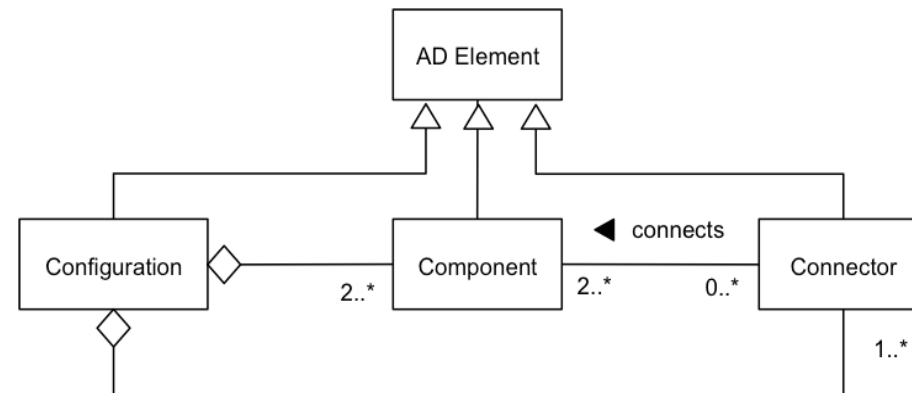 AD Element
connects
Configuration
Component
Connector
2..*
2..*
0..*
1..*